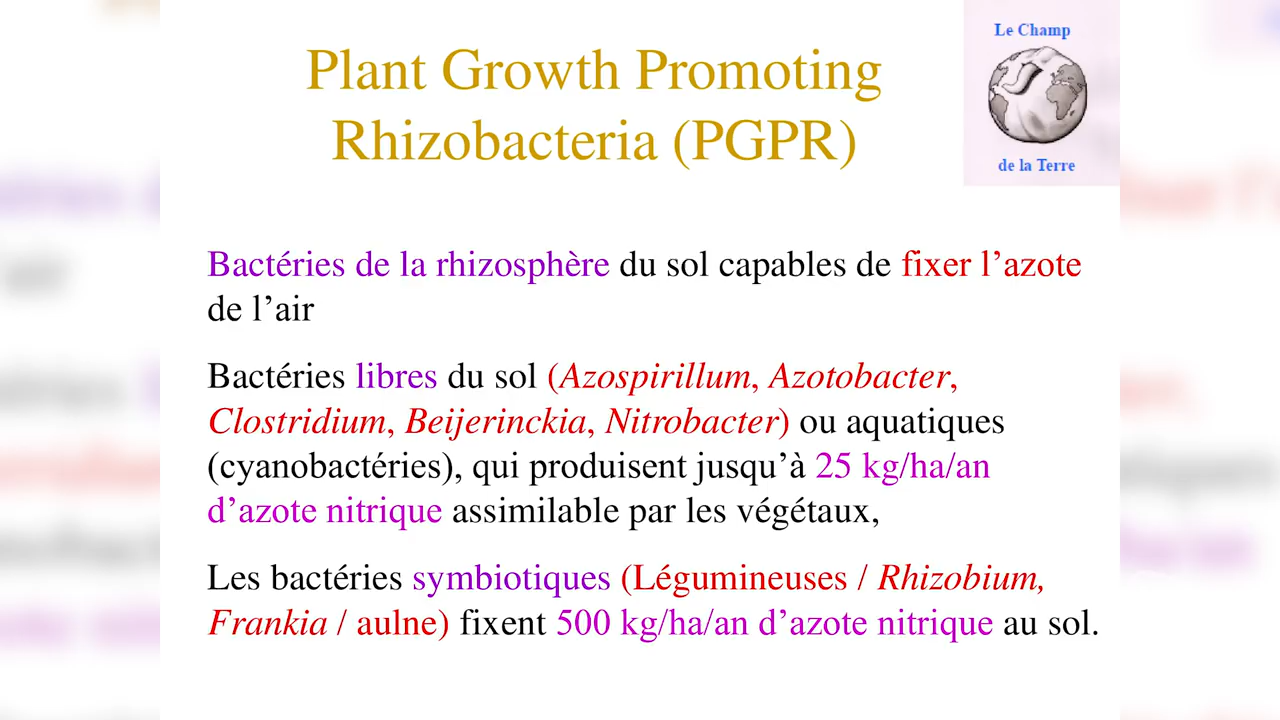 Plant Growth Promoting
Rhizobacteria (PGPR)
Le Champ
de la Terre
Bactéries de la rhizosphère du sol capables de fixer l’azote
de l’air
Bactéries libres du sol (Azospirillum, Azotobacter,
Clostridium, Beijerinckia, Nitrobacter) ou aquatiques
(cyanobactéries), qui produisent jusqu’à 25 kg/ha/an
d’azote nitrique assimilable par les végétaux,
Les bactéries symbiotiques (Légumineuses / Rhizobium,
Frankia / aulne) fixent 500 kg/ha/an d’azote nitrique au sol.